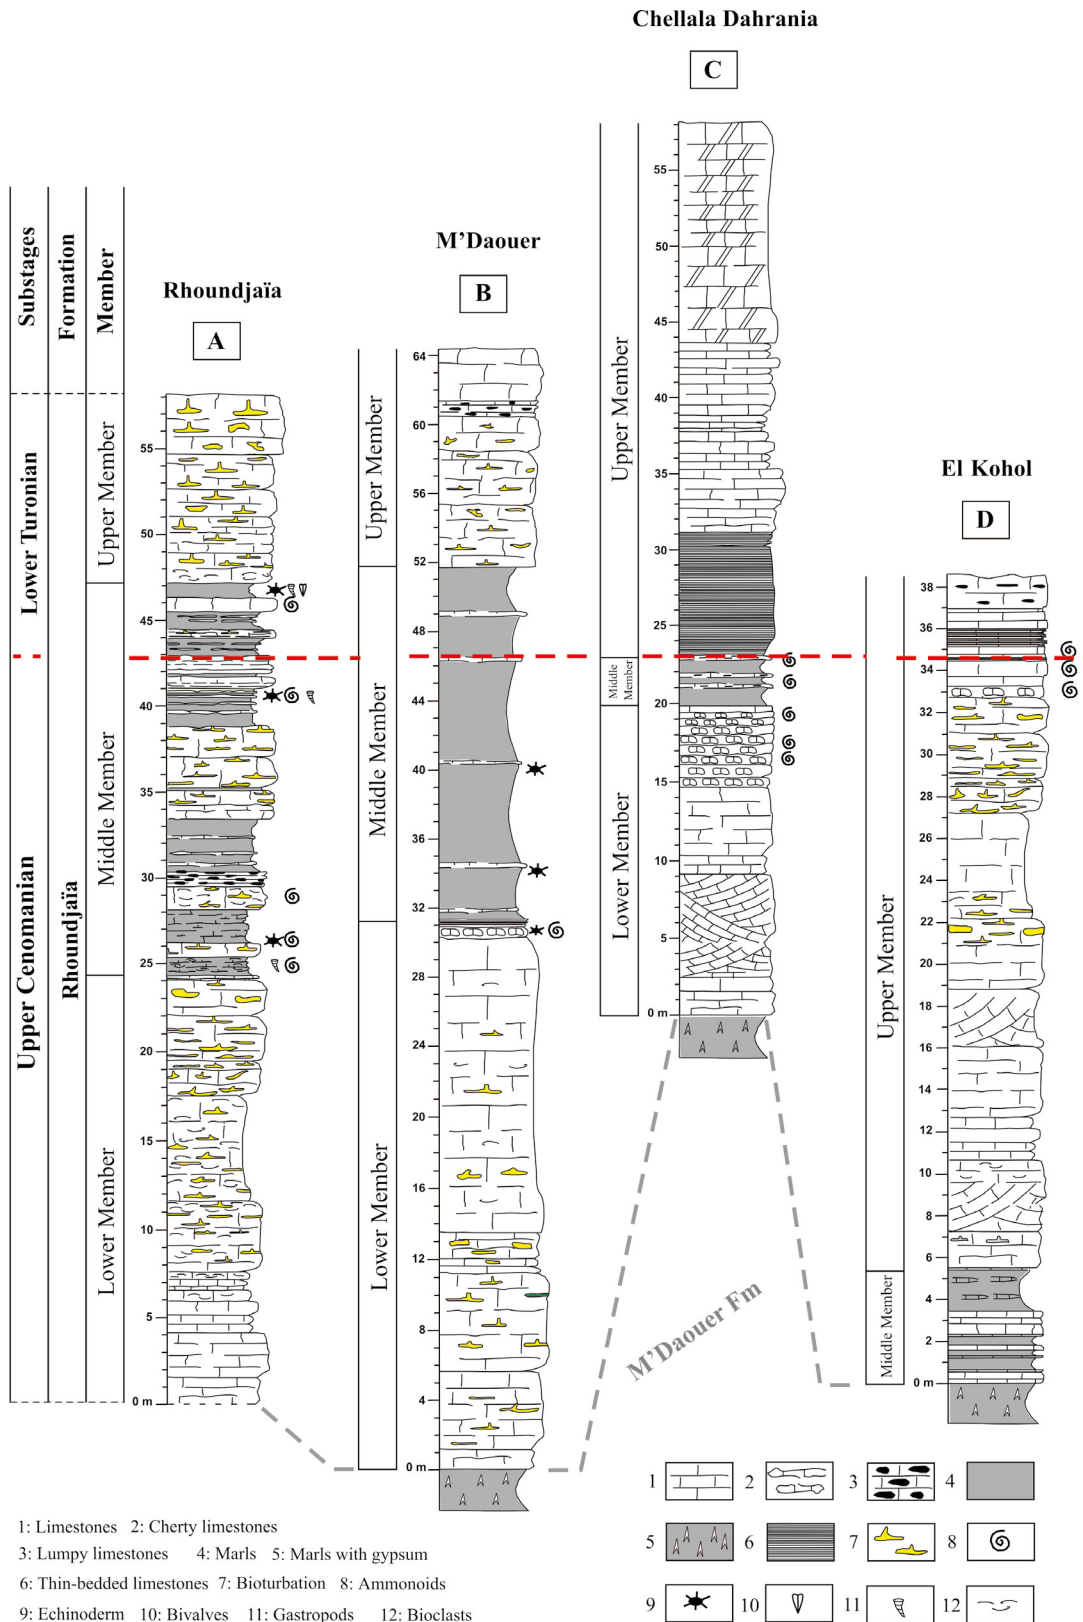 Chellala Dahrania
C
M'Daouer
B
Rhoundjaïa
A
El Kohol
D
Substages
Formation
Member
Lower Turonian
Upper Cenomanian
Rhoundjaïa
Upper Member
Middle Member
Lower Member
55
50
45
40
35
30
25
20
15
10
5
0 m
Upper Member
Middle Member
Lower Member
64
60
56
52
48
44
40
36
32
28
24
20
16
12
8
4
0 m
Upper Member
Middle
Member
Lower Member
55
50
45
40
35
30
25
20
15
10
5
0 m
Upper Member
Middle Member
38
36
34
32
30
28
26
24
22
20
18
16
14
12
10
8
6
4
2
0 m
M'Daouer Fm
1 2 3 4
5 6 7 8
9 10 11 12
1: Limestones 2: Cherty limestones
3: Lumpy limestones 4: Marls 5: Marls with gypsum
6: Thin-bedded limestones 7: Bioturbation 8: Ammonoids
9: Echinoderm 10: Bivalves 11: Gastropods 12: Bioclasts